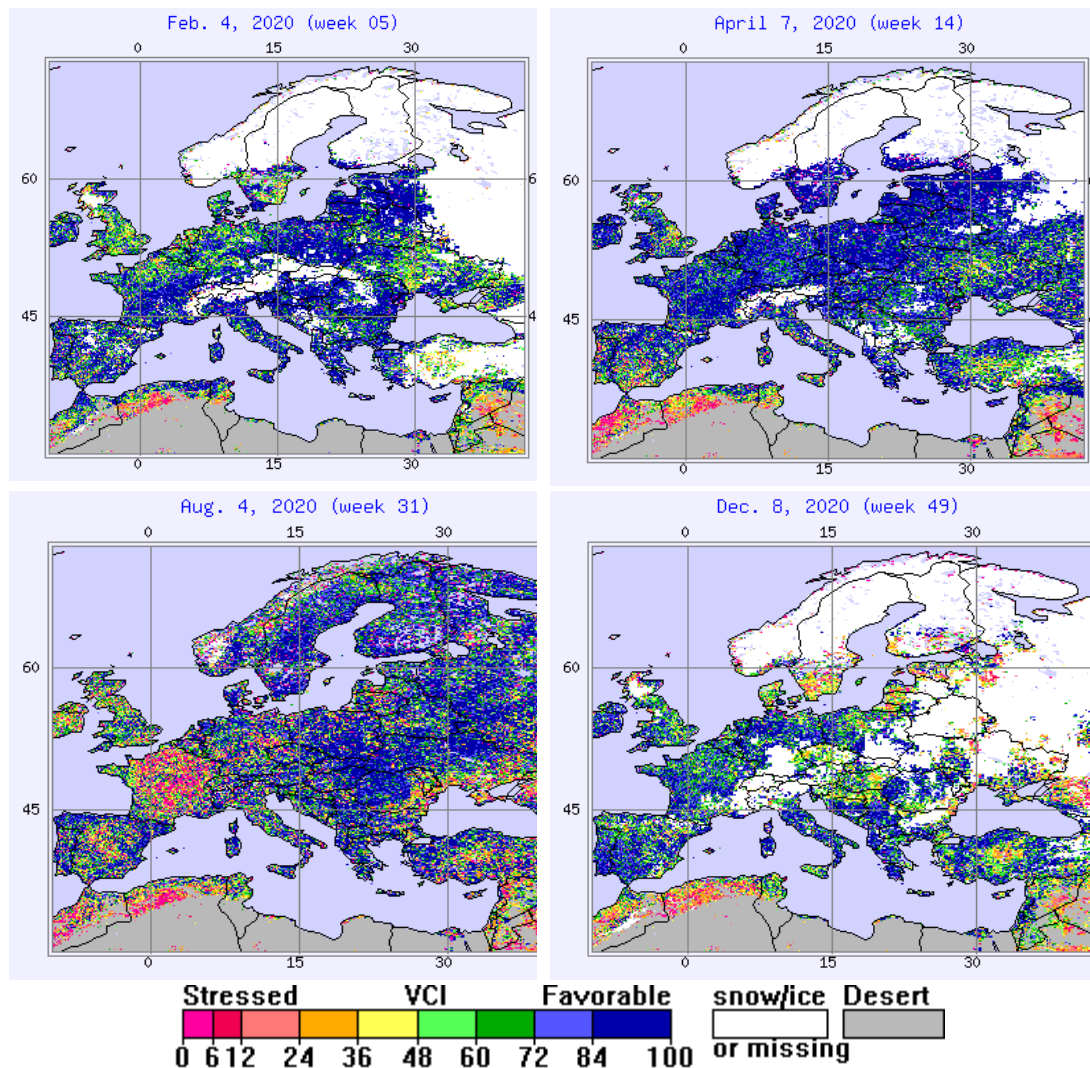 Feb. 4, 2020 (week 05)
0 15 30
60 6
45 4
0 15 30
April 7, 2020 (week 14)
0 15 30
60
45
0 15 30
Aug. 4, 2020 (week 31)
0 15 30
60
45
0 15 30
Dec. 8, 2020 (week 49)
0 15 30
60
45
0 15 30
Stressed VCI Favorable snow/ice Desert
0 6 12 24 36 48 60 72 84 100 or missing